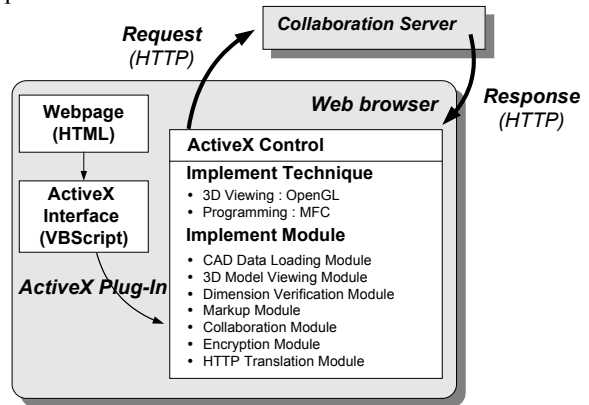 Collaboration Server
Request
(HTTP)
Response
(HTTP)
Web browser
Webpage
(HTML)
ActiveX
Interface
(VBScript)
ActiveX Plug-In
ActiveX Control
Implement Technique
• 3D Viewing : OpenGL
• Programming : MFC
Implement Module
• CAD Data Loading Module
• 3D Model Viewing Module
• Dimension Verification Module
• Markup Module
• Collaboration Module
• Encryption Module
• HTTP Translation Module